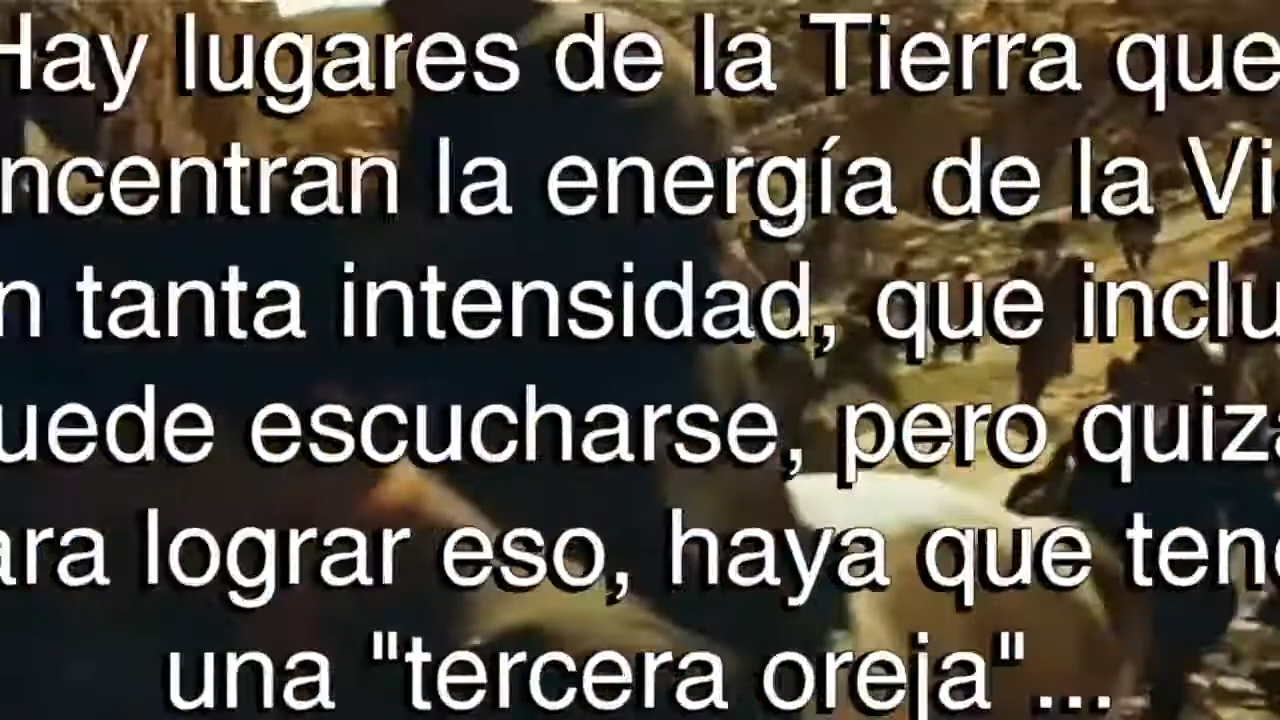 Hay lugares de la Tierra que
ncentran la energía de la Vi
n tanta intensidad, que inclu
uede escucharse, pero quizá
ara lograr eso, haya que ten
una "tercera oreja"...